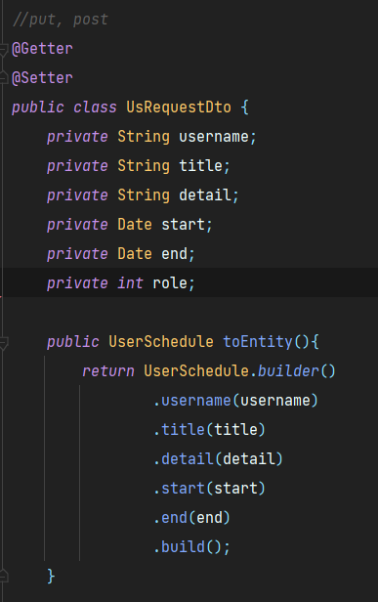 //put, post
@Getter
@Setter
public class UsRequestDto {
    private String username;
    private String title;
    private String detail;
    private Date start;
    private Date end;
    private int role;

    public UserSchedule toEntity(){
        return UserSchedule.builder()
                .username(username)
                .title(title)
                .detail(detail)
                .start(start)
                .end(end)
                .build();
    }